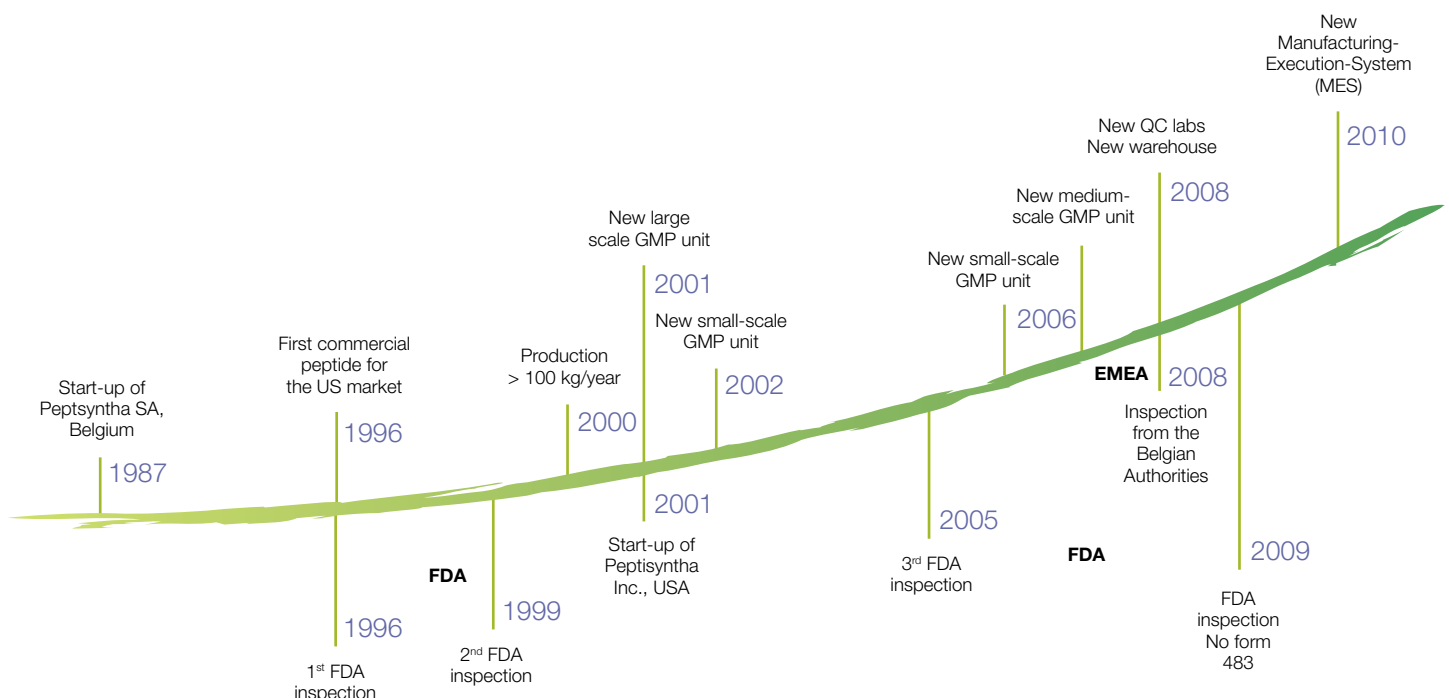 Start-up of
Peptsyntha SA,
Belgium
1987
First commercial
peptide for
the US market
1996
1996
1st FDA
inspection
FDA
1999
2nd FDA
inspection
Production
> 100 kg/year
2000
New large
scale GMP unit
2001
2001
Start-up of
Peptisyntha
Inc., USA
New small-scale
GMP unit
2002
2005
3rd FDA
inspection
New small-scale
GMP unit
2006
New medium-
scale GMP unit
EMEA
FDA
New QC labs
New warehouse
2008
2008
Inspection
from the
Belgian
Authorities
2009
FDA
inspection
No form
483
New
Manufacturing-
Execution-System
(MES)
2010